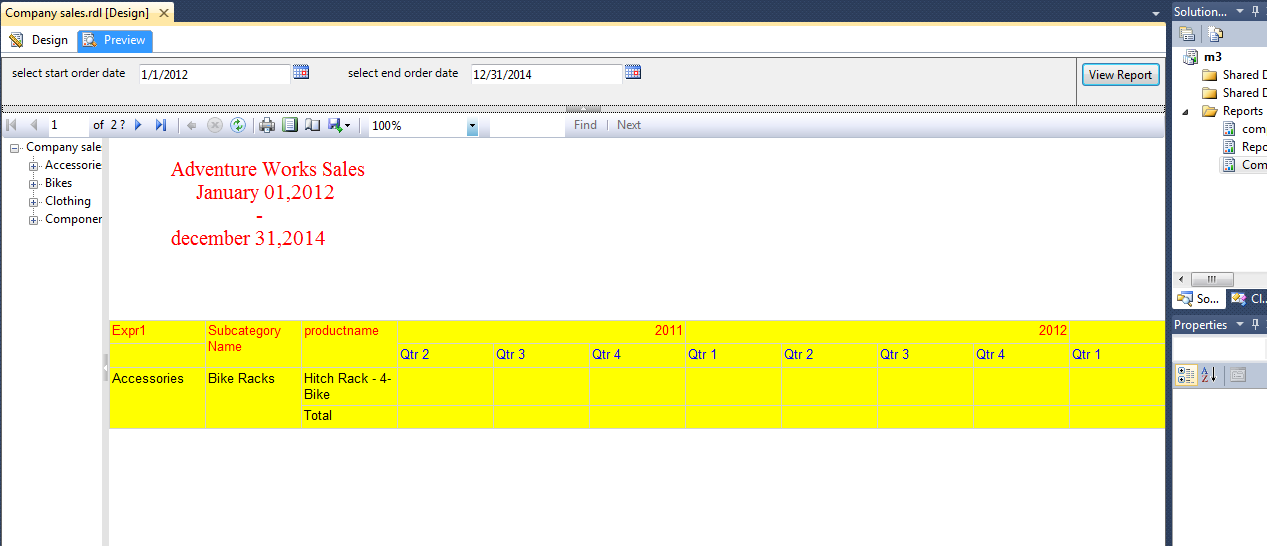 Company sales.rdl [Design]
Solution...
Design
Preview
m3
select start order date
1/1/2012
select end order date
12/31/2014
View Report
Shared D
Shared D
Reports
com
Repo
Com
1
of 2 ?
100%
Find | Next
Company sale
Accessorie
Bikes
Clothing
Componer
Adventure Works Sales
January 01,2012
-
december 31,2014
So...
Cl...
Properties
Expr1
Subcategory
Name
productname
2011
2012
Qtr 2
Qtr 3
Qtr 4
Qtr 1
Qtr 2
Qtr 3
Qtr 4
Qtr 1
Accessories
Bike Racks
Hitch Rack - 4-
Bike
Total